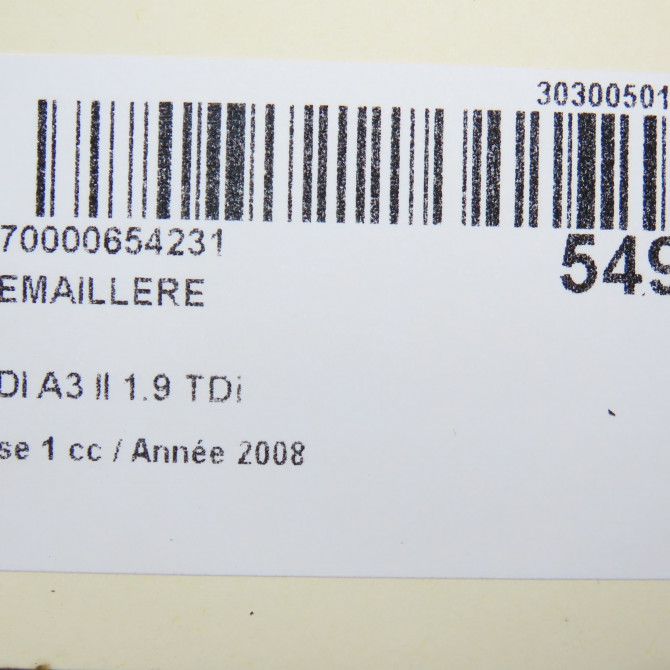 30300501
70000654231
549
EMAILLERE
DI A3 II 1.9 TDi
se 1 cc / Année 2008